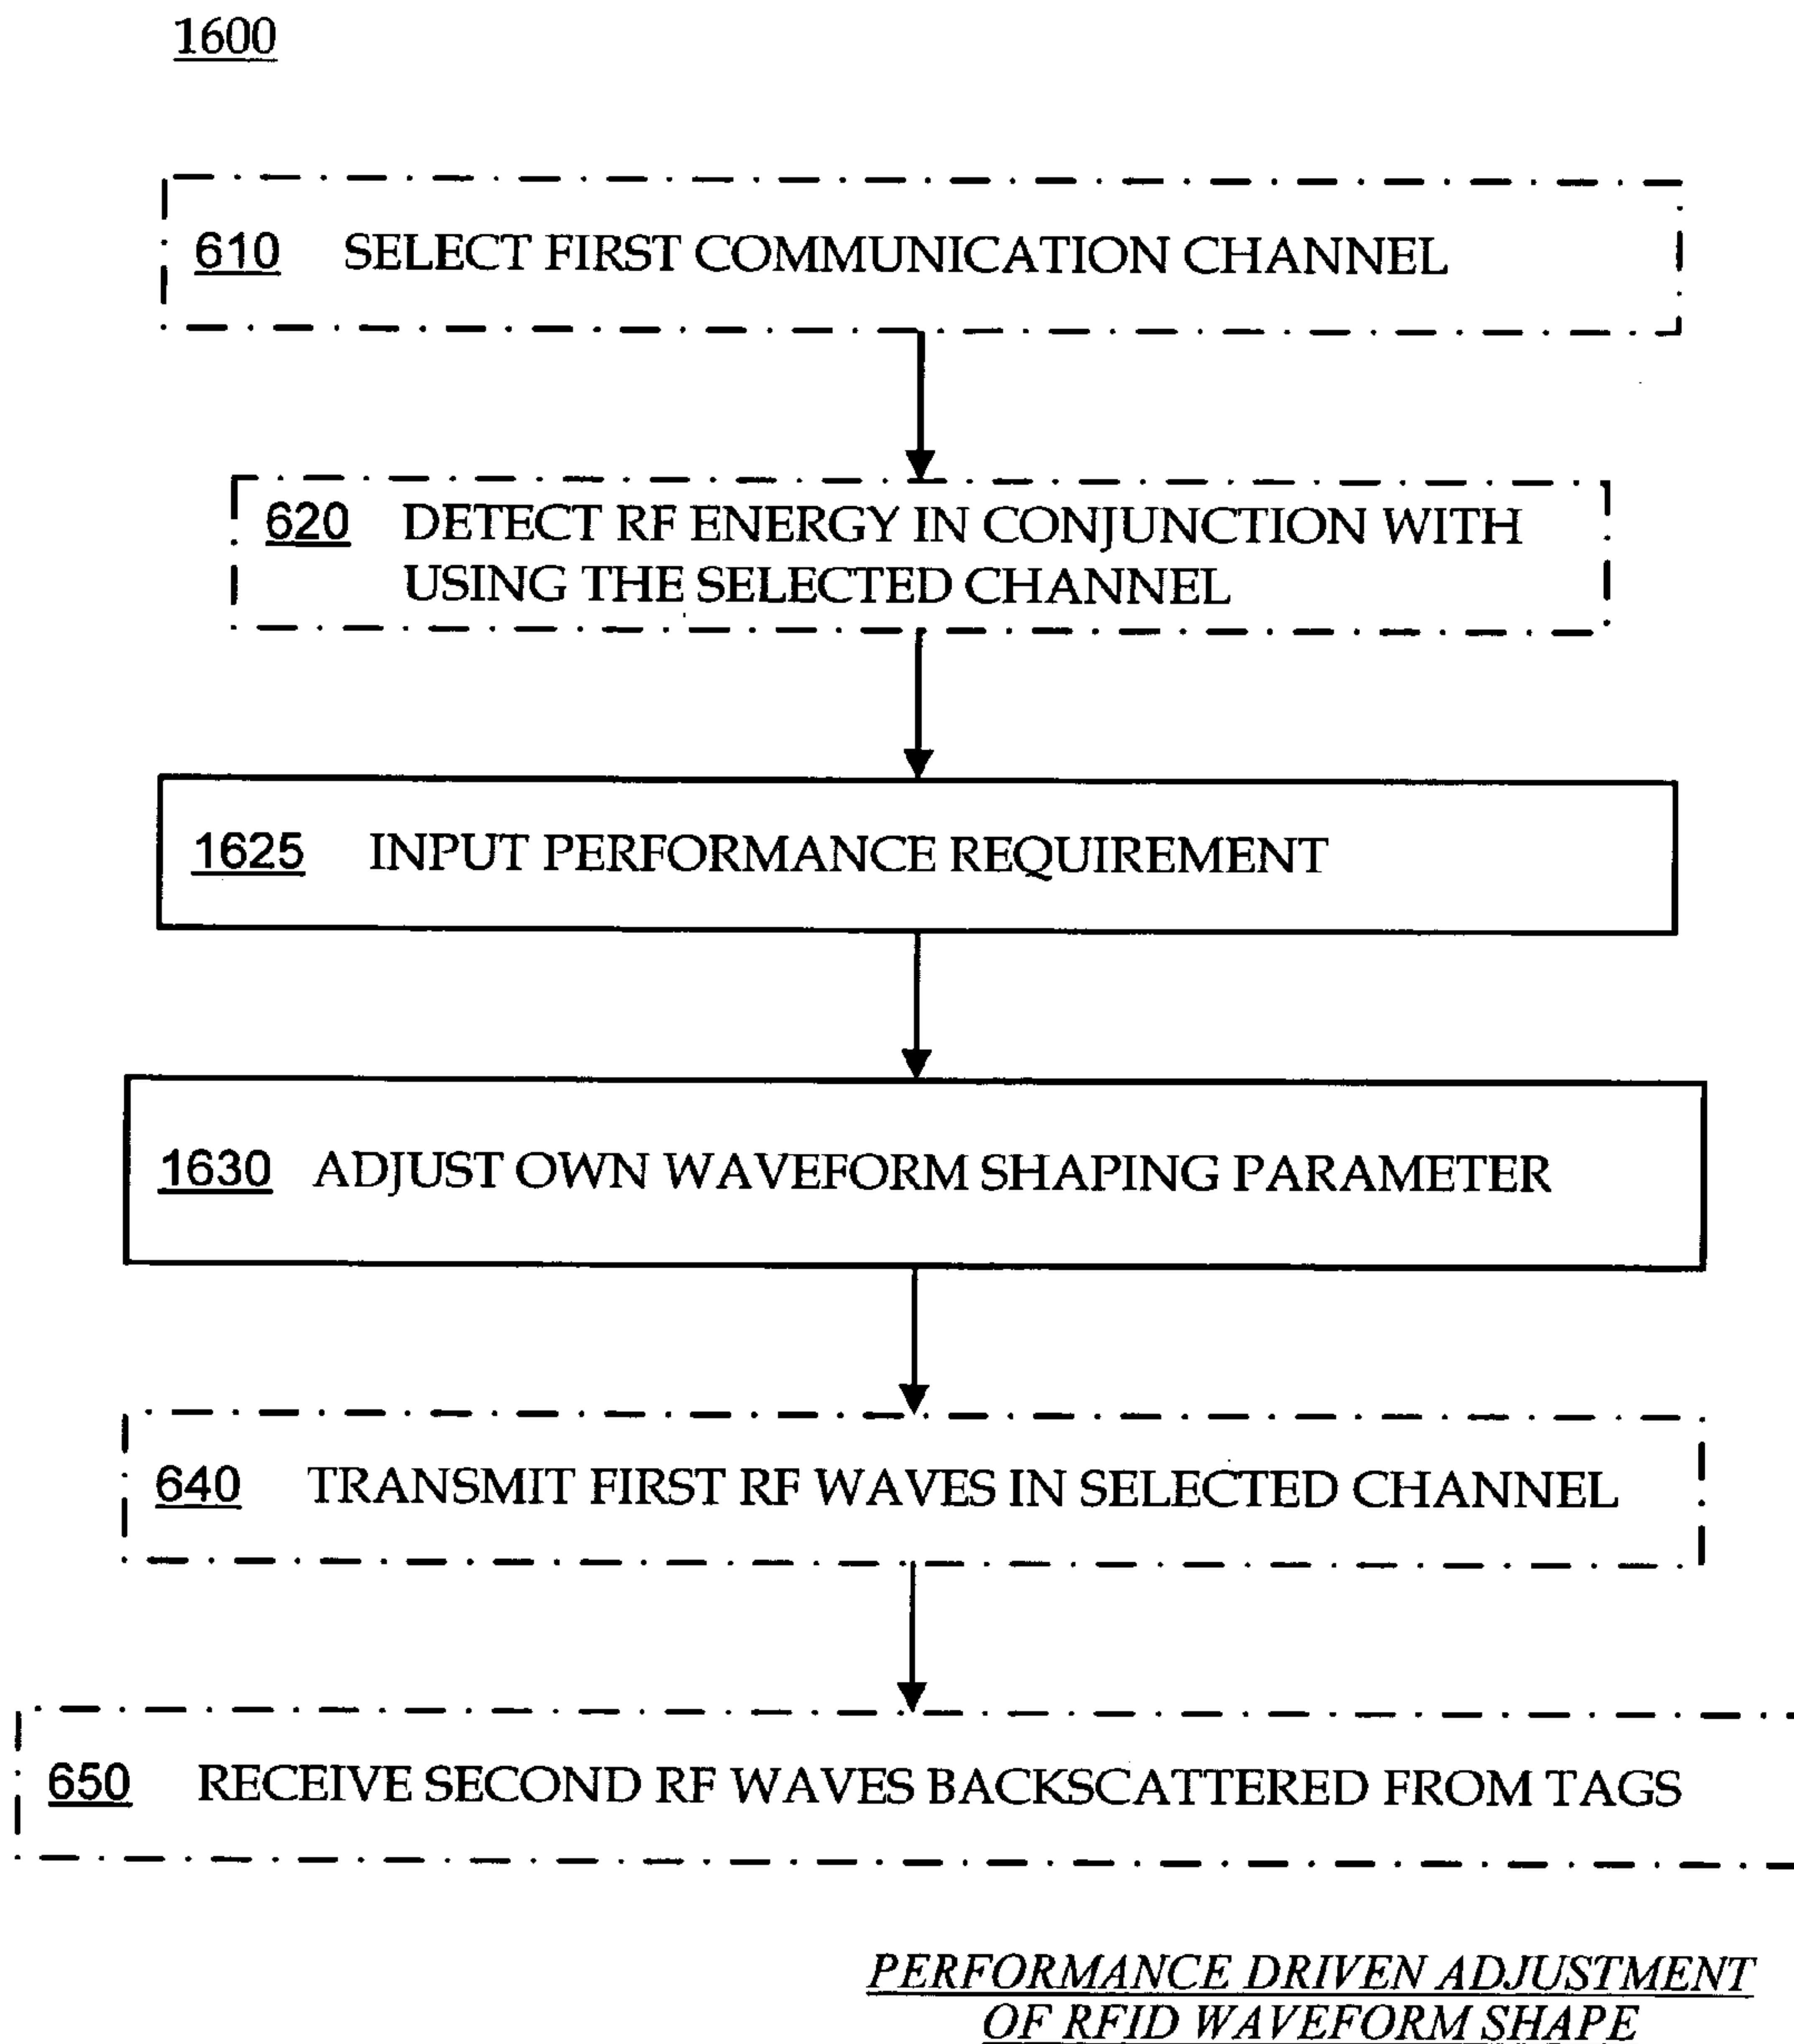 1600
610 SELECT FIRST COMMUNICATION CHANNEL
620 DETECT RF ENERGY IN CONJUNCTION WITH
USING THE SELECTED CHANNEL
1625 INPUT PERFORMANCE REQUIREMENT
1630 ADJUST OWN WAVEFORM SHAPING PARAMETER
640 TRANSMIT FIRST RF WAVES IN SELECTED CHANNEL
650 RECEIVE SECOND RF WAVES BACKSCATTERED FROM TAGS
PERFORMANCE DRIVEN ADJUSTMENT
OF RFID WAVEFORM SHAPE